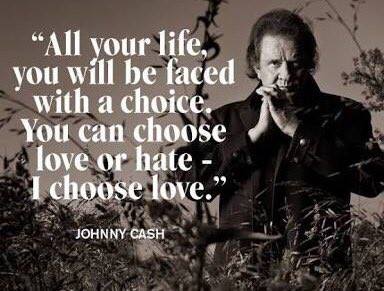 “All your life,
you will be faced
with a choice.
You can choose
love or hate -
I choose love.”
JOHNNY CASH